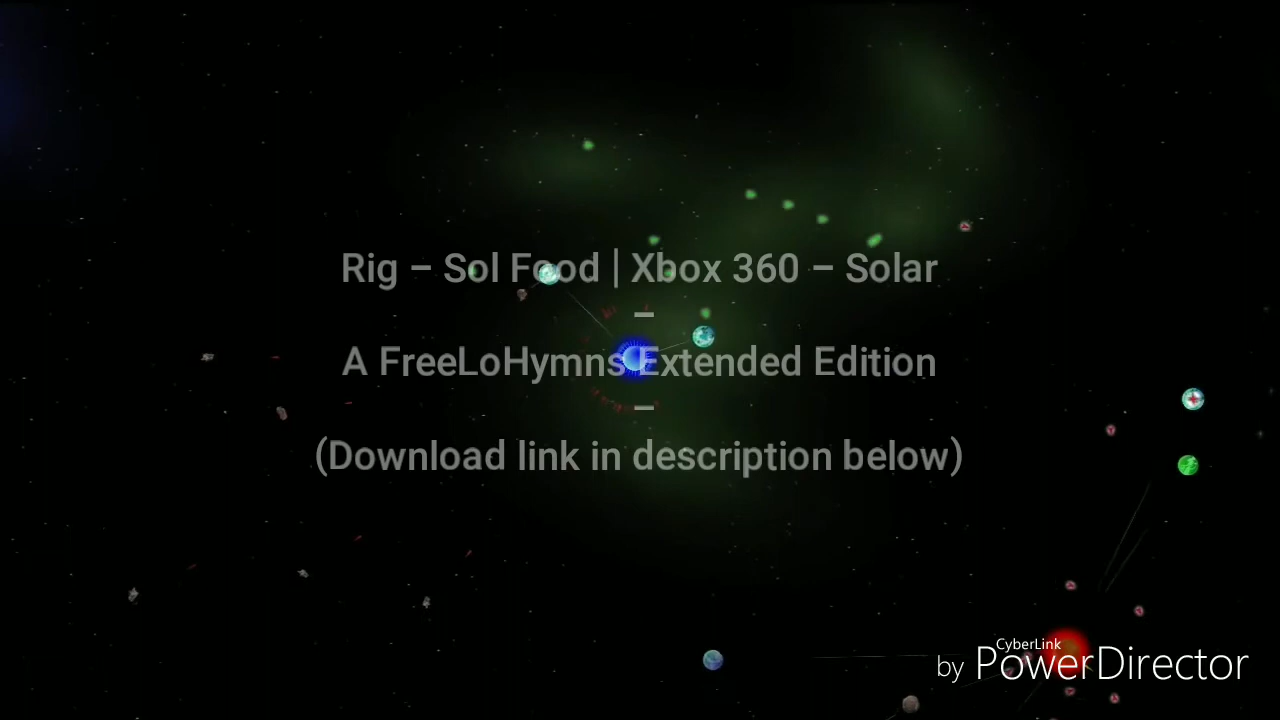 Rig – Sol Food | Xbox 360 – Solar
–
A FreeLoHymns Extended Edition
–
(Download link in description below)
CyberLink
by PowerDirector